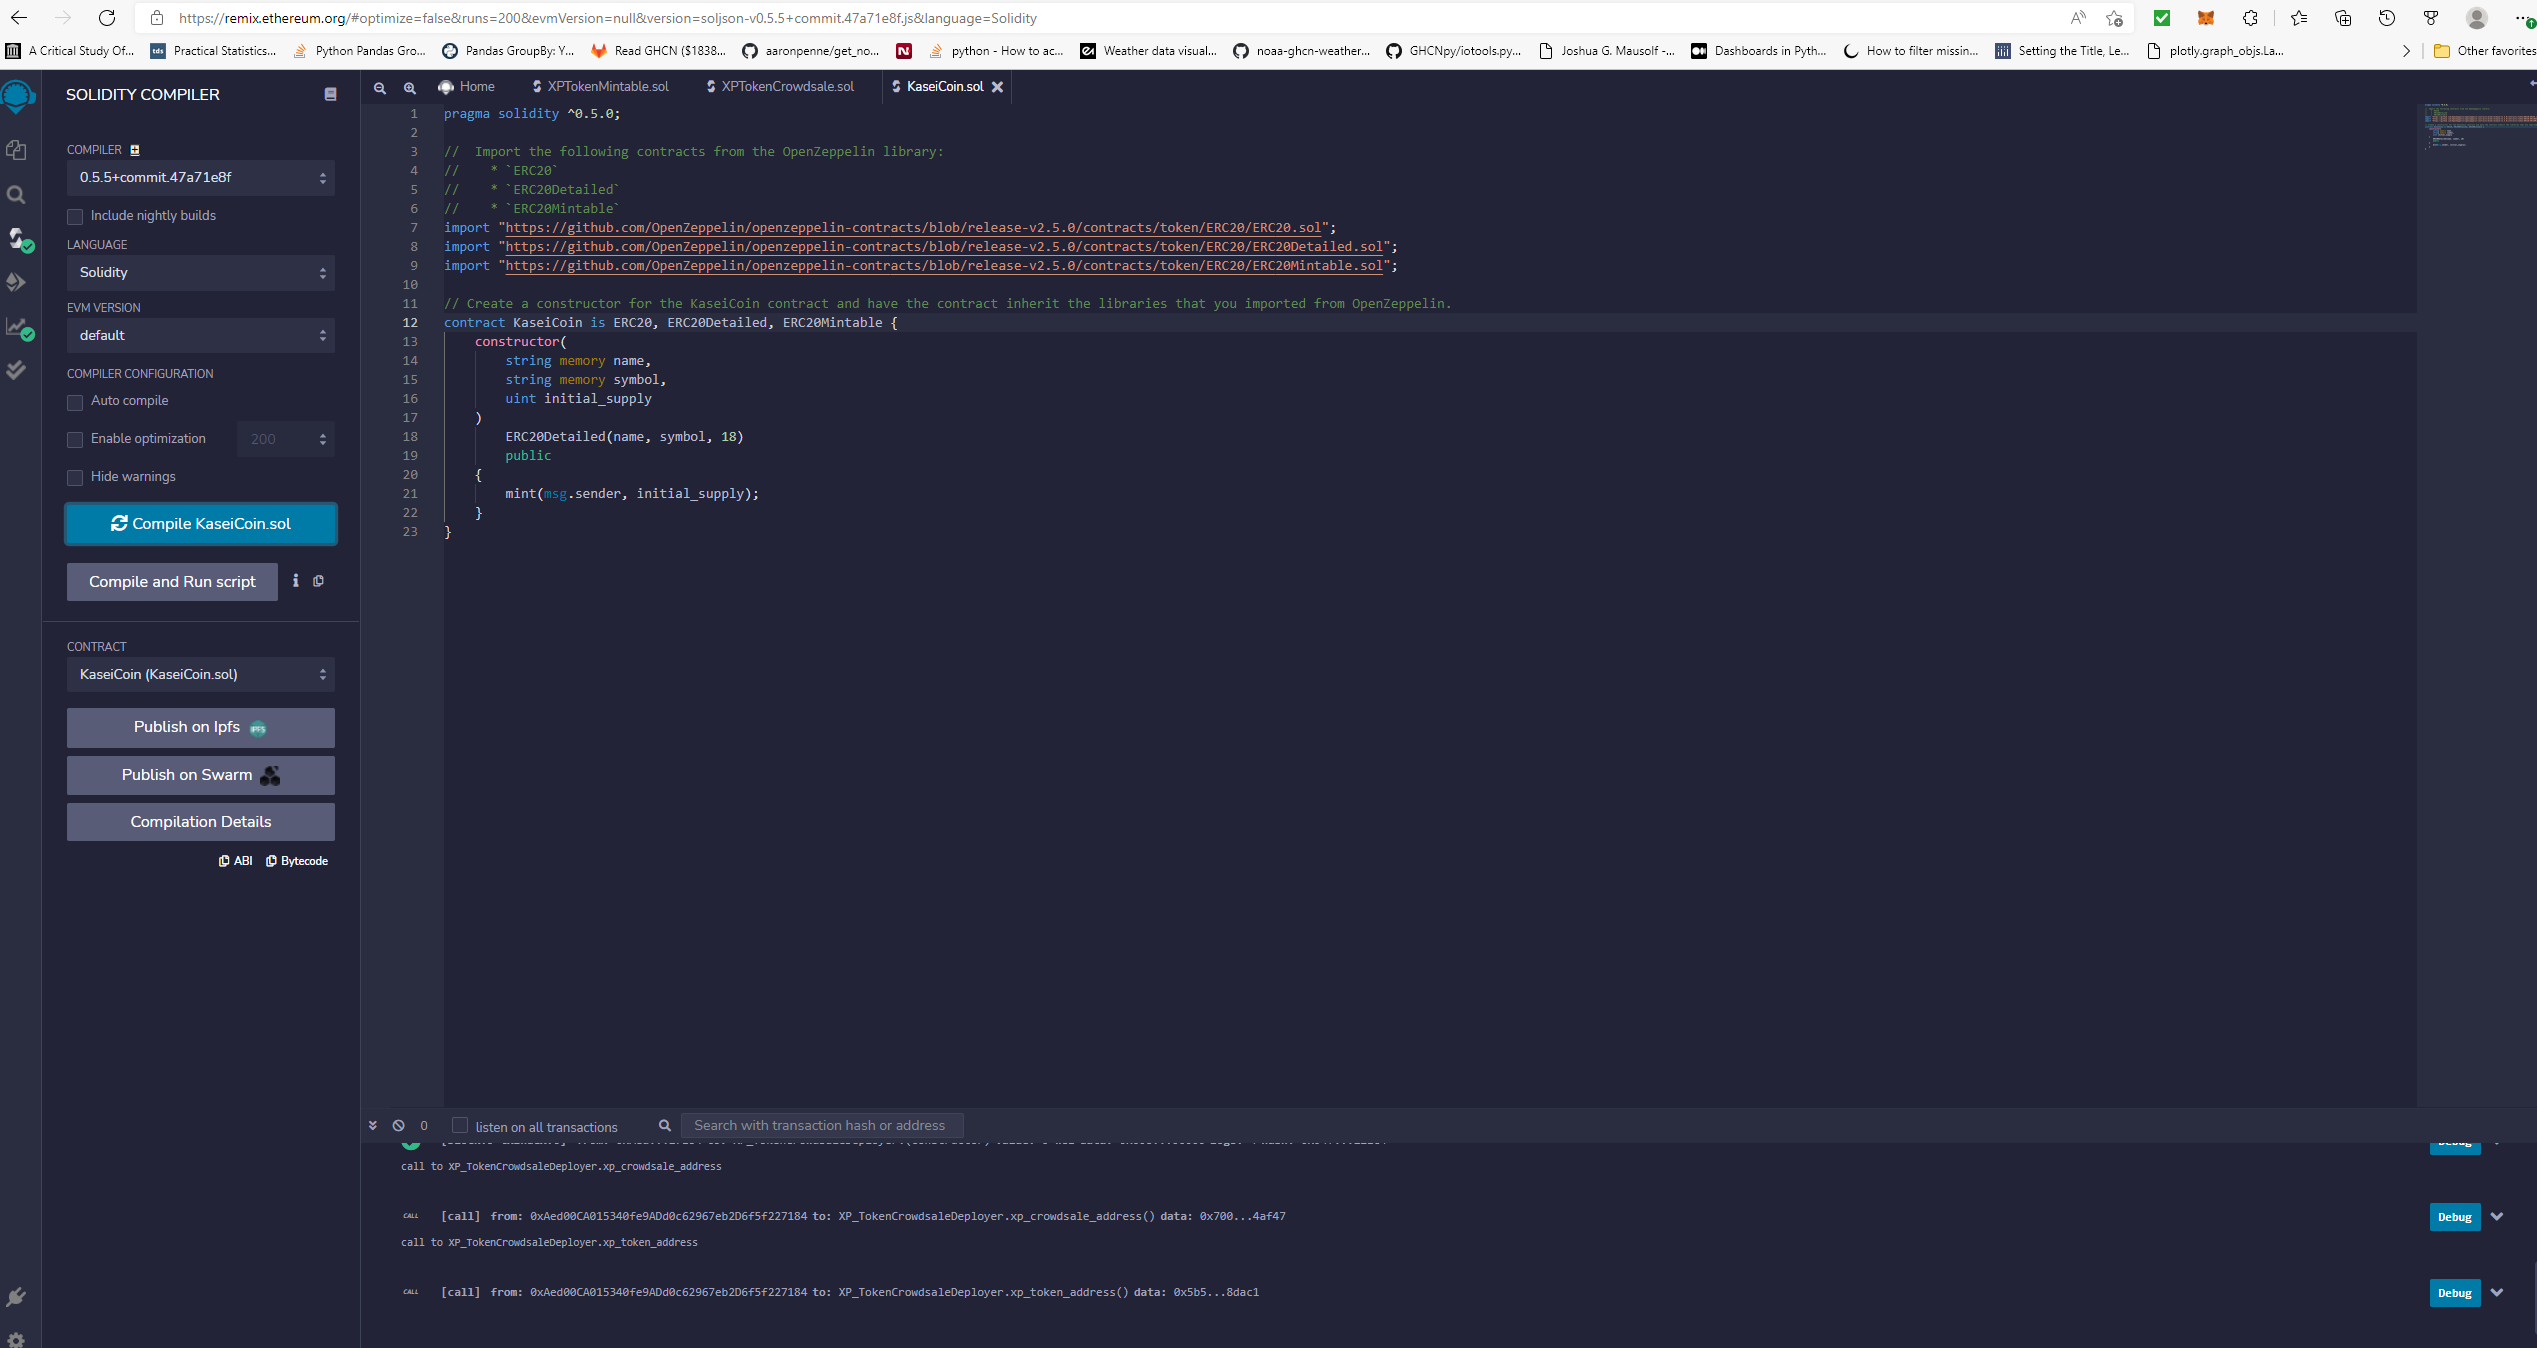 https://remix.ethereum.org/#optimize=false&runs=200&evmVersion=null&version=soljson-v0.5.5+commit.47a71e8f.js&language=Solidity
A Critical Study Of...
tds Practical Statistics...
Python Pandas Gro...
Pandas GroupBy: Y...
Read GHCN ($1838...
aaronpenne/get_no...
N
python - How to ac...
Weather data visual...
noaa-ghcn-weather...
GHCNpy/iotools.py...
Joshua G. Mausolf -...
Dashboards in Pyth...
How to filter missin...
Setting the Title, Le...
plotly.graph_objs.La...
Other favorites
SOLIDITY COMPILER
COMPILER
0.5.5+commit.47a71e8f
Include nightly builds
LANGUAGE
Solidity
EVM VERSION
default
COMPILER CONFIGURATION
Auto compile
Enable optimization
200
Hide warnings
Compile KaseiCoin.sol
Compile and Run script
i
CONTRACT
KaseiCoin (KaseiCoin.sol)
Publish on Ipfs IPFS
Publish on Swarm
Compilation Details
ABI Bytecode
Home
XPTokenMintable.sol
XPTokenCrowdsale.sol
KaseiCoin.sol
1 pragma solidity ^0.5.0;
2
3 //  Import the following contracts from the OpenZeppelin library:
4 //    * `ERC20`
5 //    * `ERC20Detailed`
6 //    * `ERC20Mintable`
7 import "https://github.com/OpenZeppelin/openzeppelin-contracts/blob/release-v2.5.0/contracts/token/ERC20/ERC20.sol";
8 import "https://github.com/OpenZeppelin/openzeppelin-contracts/blob/release-v2.5.0/contracts/token/ERC20/ERC20Detailed.sol";
9 import "https://github.com/OpenZeppelin/openzeppelin-contracts/blob/release-v2.5.0/contracts/token/ERC20/ERC20Mintable.sol";
10
11 // Create a constructor for the KaseiCoin contract and have the contract inherit the libraries that you imported from OpenZeppelin.
12 contract KaseiCoin is ERC20, ERC20Detailed, ERC20Mintable {
13     constructor(
14         string memory name,
15         string memory symbol,
16         uint initial_supply
17     )
18         ERC20Detailed(name, symbol, 18)
19         public
20     {
21         mint(msg.sender, initial_supply);
22     }
23 }
0
listen on all transactions
Search with transaction hash or address
Debug
call to XP_TokenCrowdsaleDeployer.xp_crowdsale_address
CALL [call] from: 0xAed00CA015340fe9ADd0c62967eb2D6f5f227184 to: XP_TokenCrowdsaleDeployer.xp_crowdsale_address() data: 0x700...4af47 Debug
call to XP_TokenCrowdsaleDeployer.xp_token_address
CALL [call] from: 0xAed00CA015340fe9ADd0c62967eb2D6f5f227184 to: XP_TokenCrowdsaleDeployer.xp_token_address() data: 0x5b5...8dac1 Debug